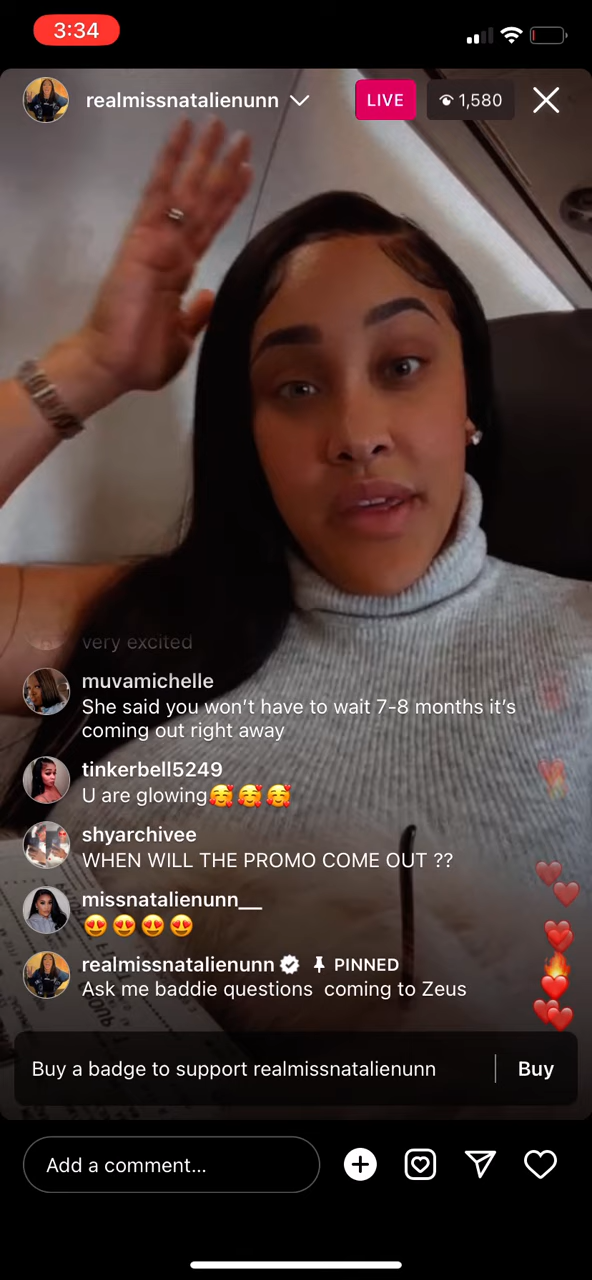 3:34
realmissnatalienunn
LIVE
1,580
very excited
muvamichelle
She said you won't have to wait 7-8 months it's
coming out right away
tinkerbell5249
U are glowing🥰🥰🥰
shyarchivee
WHEN WILL THE PROMO COME OUT ??
missnatalienunn__
😍😍😍😍
realmissnatalienunn PINNED
Ask me baddie questions  coming to Zeus
Buy a badge to support realmissnatalienunn
Buy
Add a comment...